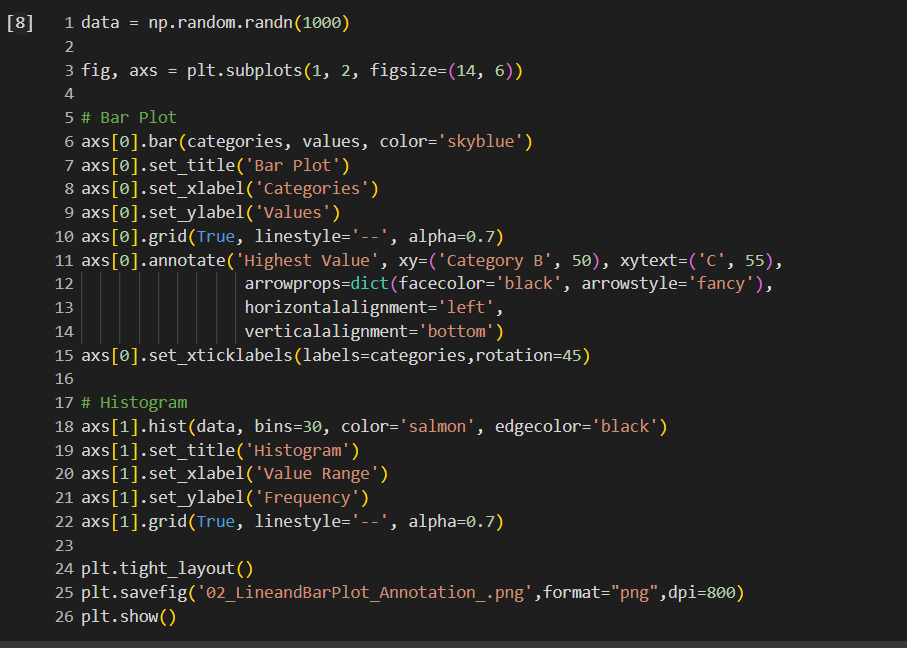 [8]
1 data = np.random.randn(1000)
2
3 fig, axs = plt.subplots(1, 2, figsize=(14, 6))
4
5 # Bar Plot
6 axs[0].bar(categories, values, color='skyblue')
7 axs[0].set_title('Bar Plot')
8 axs[0].set_xlabel('Categories')
9 axs[0].set_ylabel('Values')
10 axs[0].grid(True, linestyle='--', alpha=0.7)
11 axs[0].annotate('Highest Value', xy=('Category B', 50), xytext=('C', 55),
12                 arrowprops=dict(facecolor='black', arrowstyle='fancy'),
13                 horizontalalignment='left',
14                 verticalalignment='bottom')
15 axs[0].set_xticklabels(labels=categories,rotation=45)
16
17 # Histogram
18 axs[1].hist(data, bins=30, color='salmon', edgecolor='black')
19 axs[1].set_title('Histogram')
20 axs[1].set_xlabel('Value Range')
21 axs[1].set_ylabel('Frequency')
22 axs[1].grid(True, linestyle='--', alpha=0.7)
23
24 plt.tight_layout()
25 plt.savefig('02_LineandBarPlot_Annotation_.png',format="png",dpi=800)
26 plt.show()